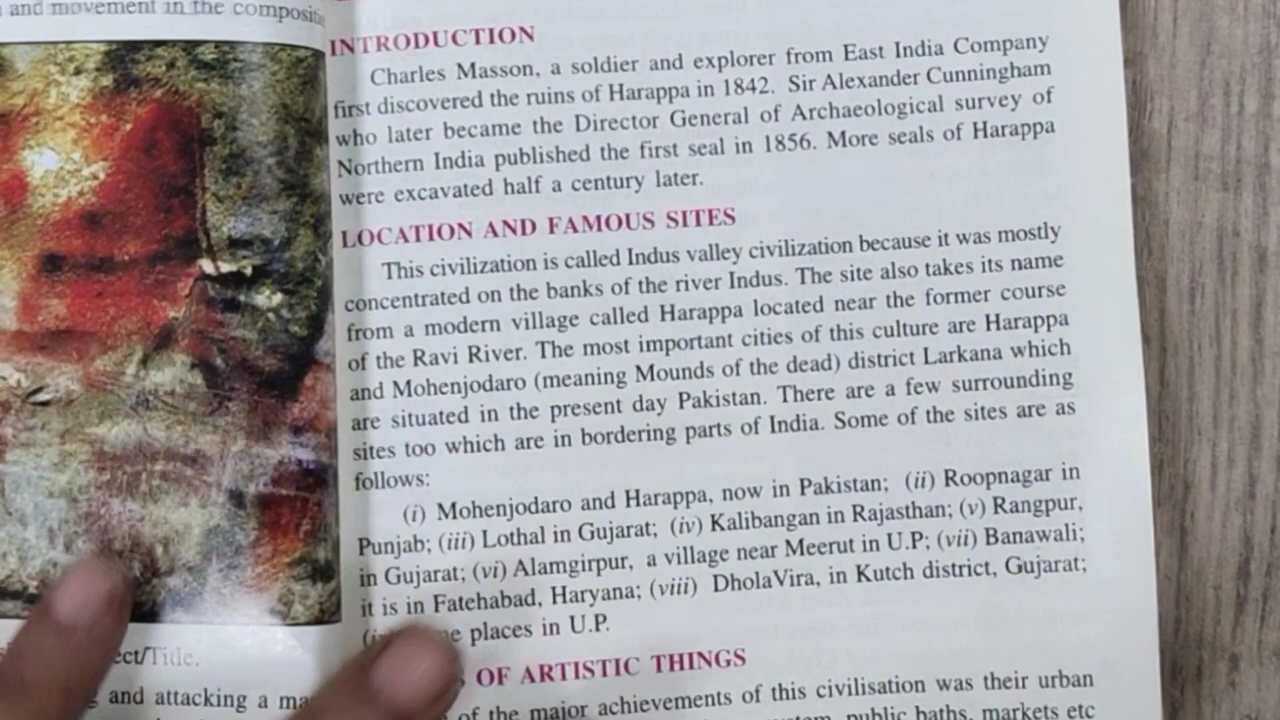 and movement in the
INTRODUCTION
Charles Masson, a soldier and explorer from East India Company
first discovered the ruins of Harappa in 1842. Sir Alexander Cunningham
who later became the Director General of Archaeological survey of
Northern India published the first seal in 1856. More seals of Harappa
were excavated half a century later.
LOCATION AND FAMOUS SITES
This civilization is called Indus valley civilization because it was mostly
concentrated on the banks of the river Indus. The site also takes its name
from a modern village called Harappa located near the former course
of the Ravi River. The most important cities of this culture are Harappa
and Mohenjodaro (meaning Mounds of the dead) district Larkana which
are situated in the present day Pakistan. There are a few surrounding
sites too which are in bordering parts of India. Some of the sites are as
follows:
(i) Mohenjodaro and Harappa, now in Pakistan; (ii) Roopnagar in
Punjab; (iii) Lothal in Gujarat; (iv) Kalibangan in Rajasthan; (v) Rangpur,
in Gujarat; (vi) Alamgirpur, a village near Meerut in U.P; (vii) Banawali;
it is in Fatehabad, Haryana; (viii) DholaVira, in Kutch district, Gujarat;
places in U.P.
OF ARTISTIC THINGS
of the major achievements of this civilisation was their urban
public baths, markets etc
ect/Title.
and attacking a